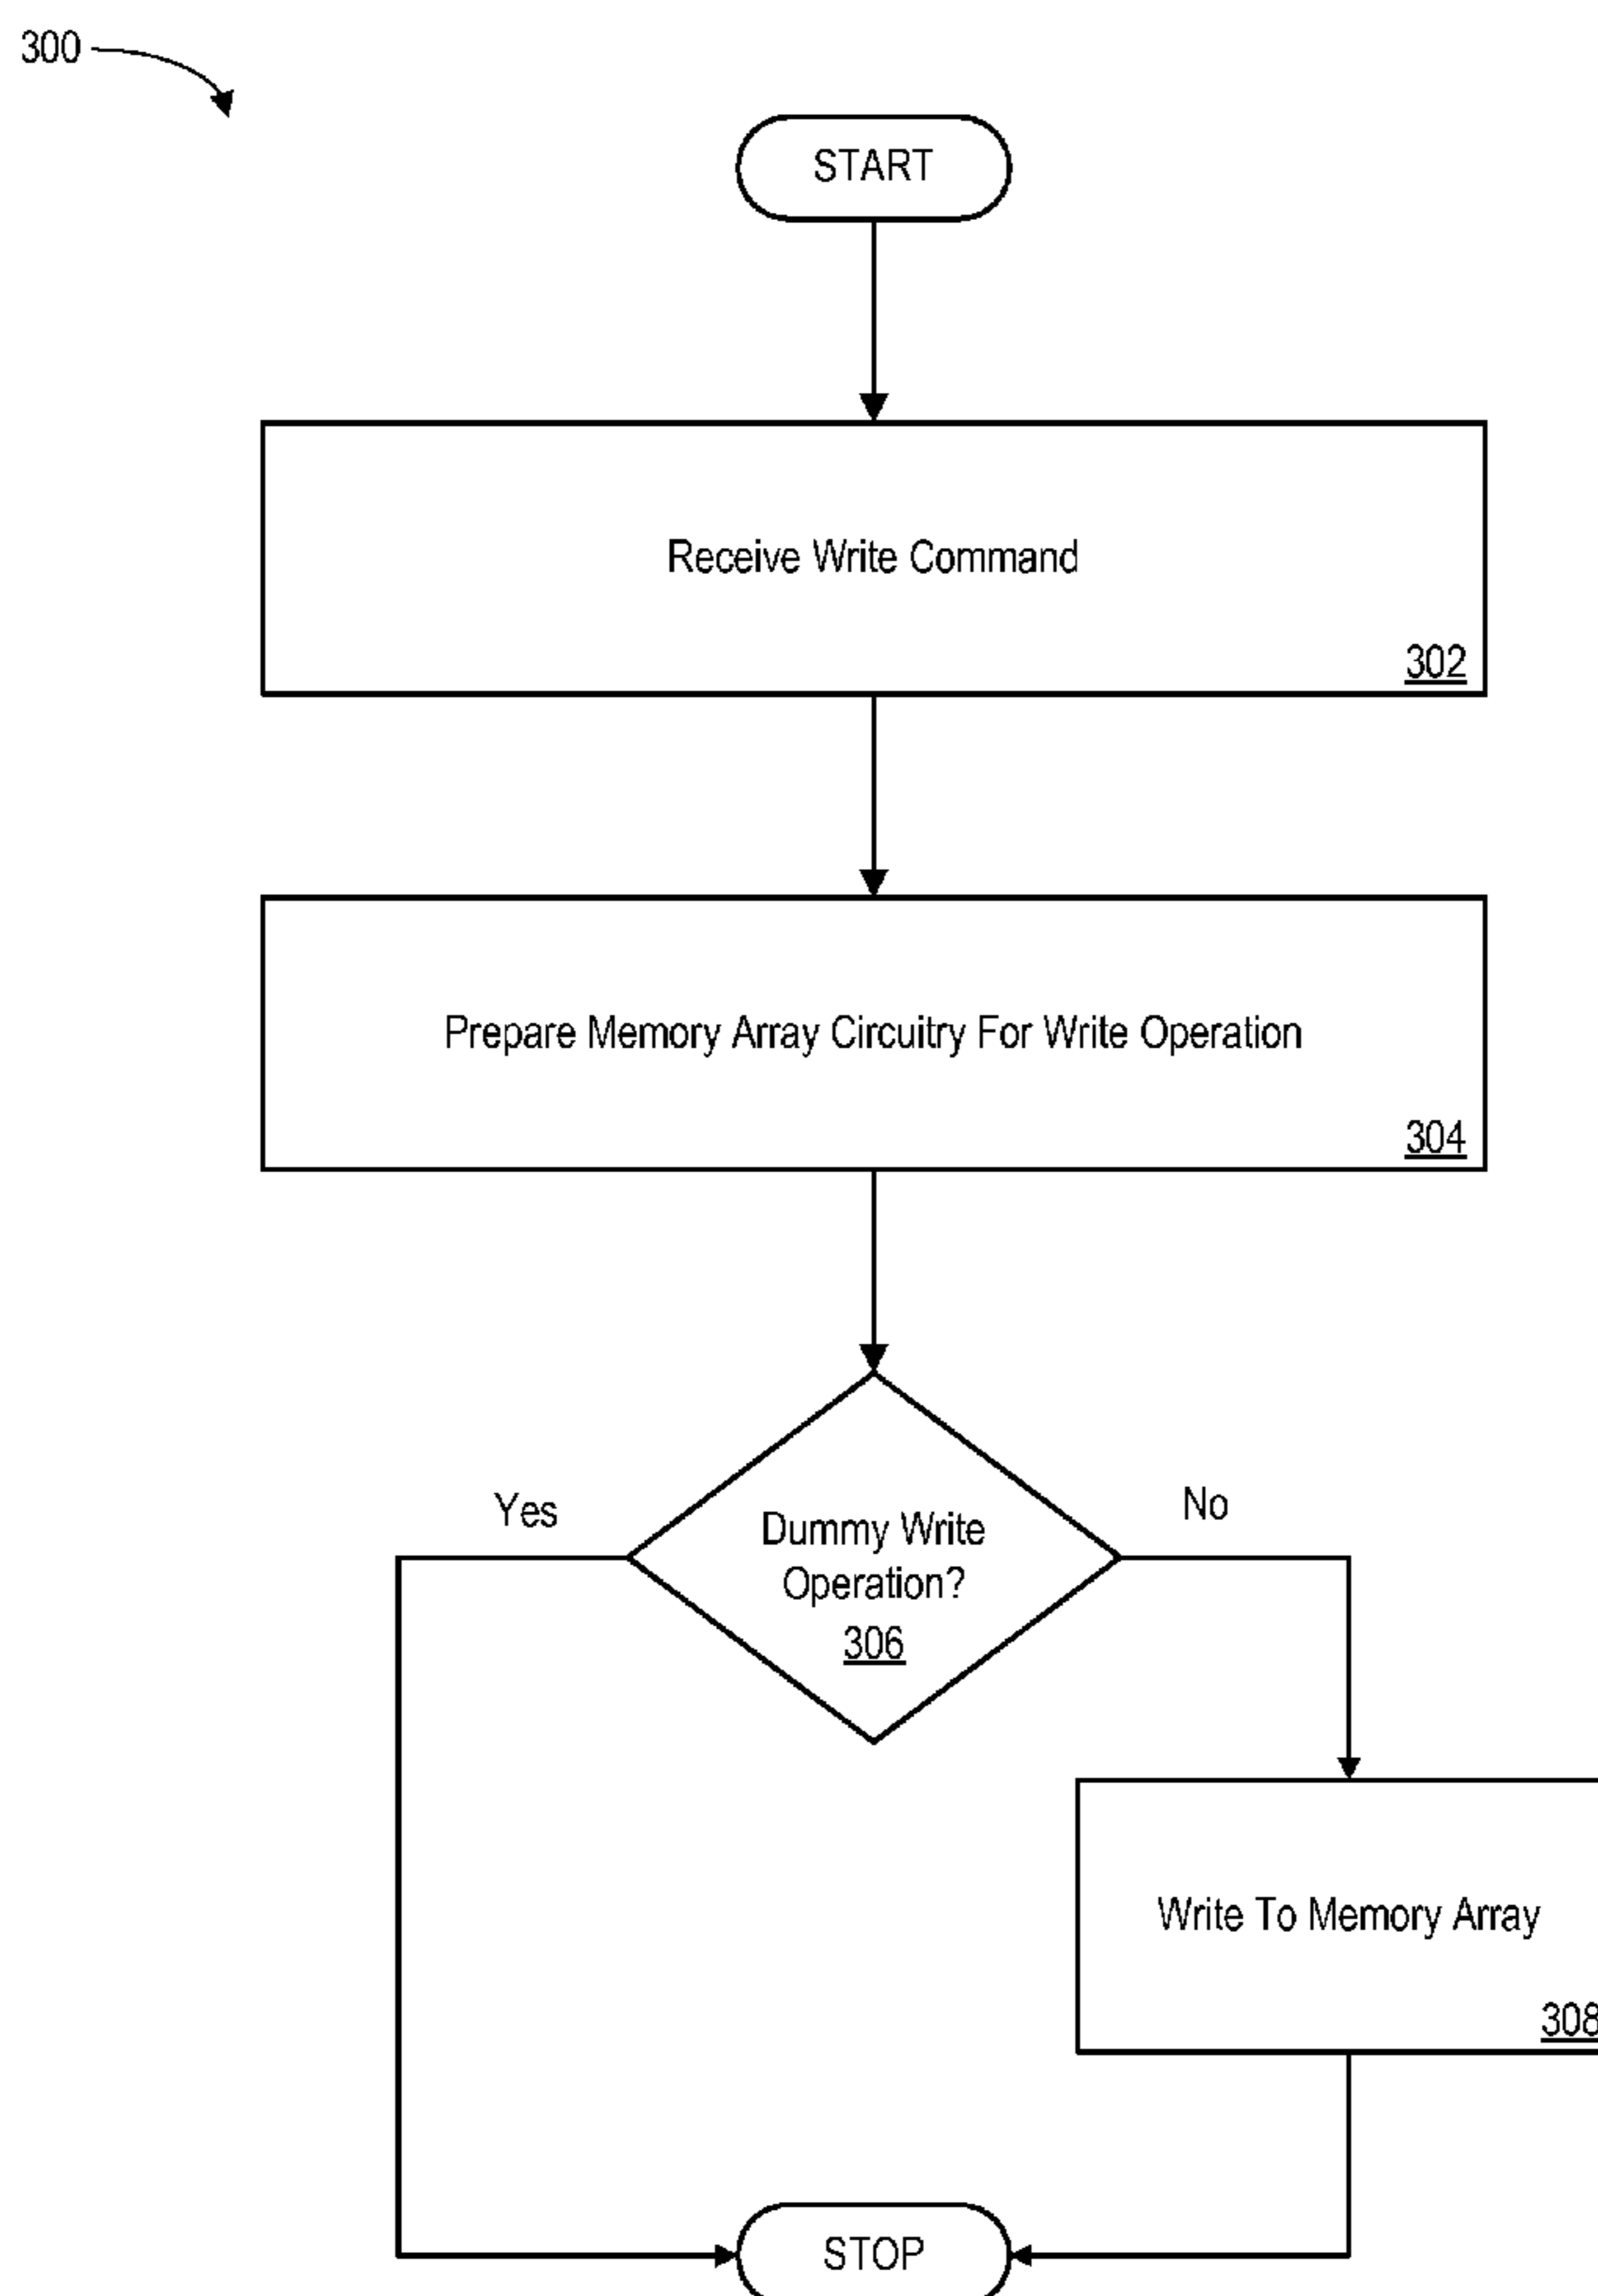 300
START
Receive Write Command
302
Prepare Memory Array Circuitry For Write Operation
304
Yes
No
Dummy Write
Operation?
306
Write To Memory Array
308
STOP